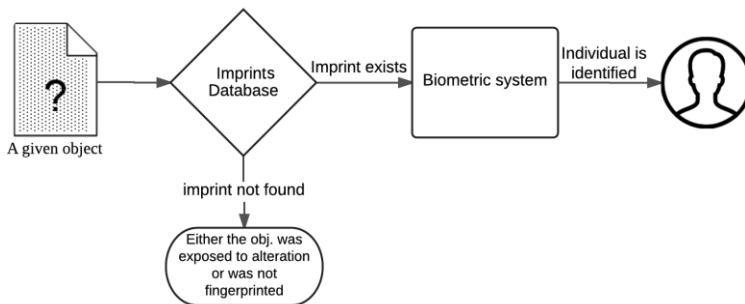 ?
A given object
Imprints
Database
Imprint exists
Biometric system
Individual is
identified
imprint not found
Either the obj. was
exposed to alteration
or was not
fingerprinted